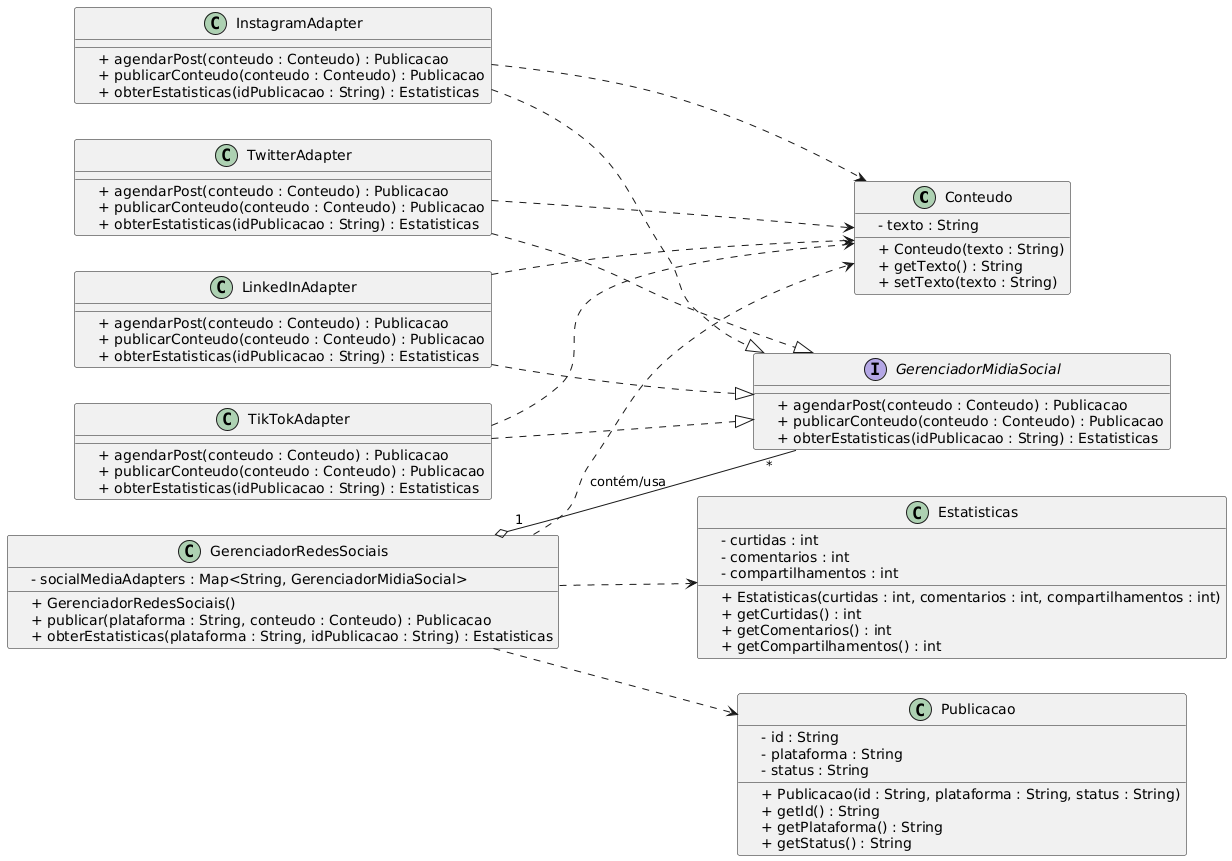 C InstagramAdapter
+ agendarPost(conteudo : Conteudo) : Publicacao
+ publicarConteudo(conteudo : Conteudo) : Publicacao
+ obterEstatisticas(idPublicacao : String) : Estatisticas
C TwitterAdapter
+ agendarPost(conteudo : Conteudo) : Publicacao
+ publicarConteudo(conteudo : Conteudo) : Publicacao
+ obterEstatisticas(idPublicacao : String) : Estatisticas
C LinkedInAdapter
+ agendarPost(conteudo : Conteudo) : Publicacao
+ publicarConteudo(conteudo : Conteudo) : Publicacao
+ obterEstatisticas(idPublicacao : String) : Estatisticas
C TikTokAdapter
+ agendarPost(conteudo : Conteudo) : Publicacao
+ publicarConteudo(conteudo : Conteudo) : Publicacao
+ obterEstatisticas(idPublicacao : String) : Estatisticas
C GerenciadorRedesSociais
- socialMediaAdapters : Map<String, GerenciadorMidiaSocial>
+ GerenciadorRedesSociais()
+ publicar(plataforma : String, conteudo : Conteudo) : Publicacao
+ obterEstatisticas(plataforma : String, idPublicacao : String) : Estatisticas
1
contém/usa
*
C Conteudo
- texto : String
+ Conteudo(texto : String)
+ getTexto() : String
+ setTexto(texto : String)
I GerenciadorMidiaSocial
+ agendarPost(conteudo : Conteudo) : Publicacao
+ publicarConteudo(conteudo : Conteudo) : Publicacao
+ obterEstatisticas(idPublicacao : String) : Estatisticas
C Estatisticas
- curtidas : int
- comentarios : int
- compartilhamentos : int
+ Estatisticas(curtidas : int, comentarios : int, compartilhamentos : int)
+ getCurtidas() : int
+ getComentarios() : int
+ getCompartilhamentos() : int
C Publicacao
- id : String
- plataforma : String
- status : String
+ Publicacao(id : String, plataforma : String, status : String)
+ getId() : String
+ getPlataforma() : String
+ getStatus() : String